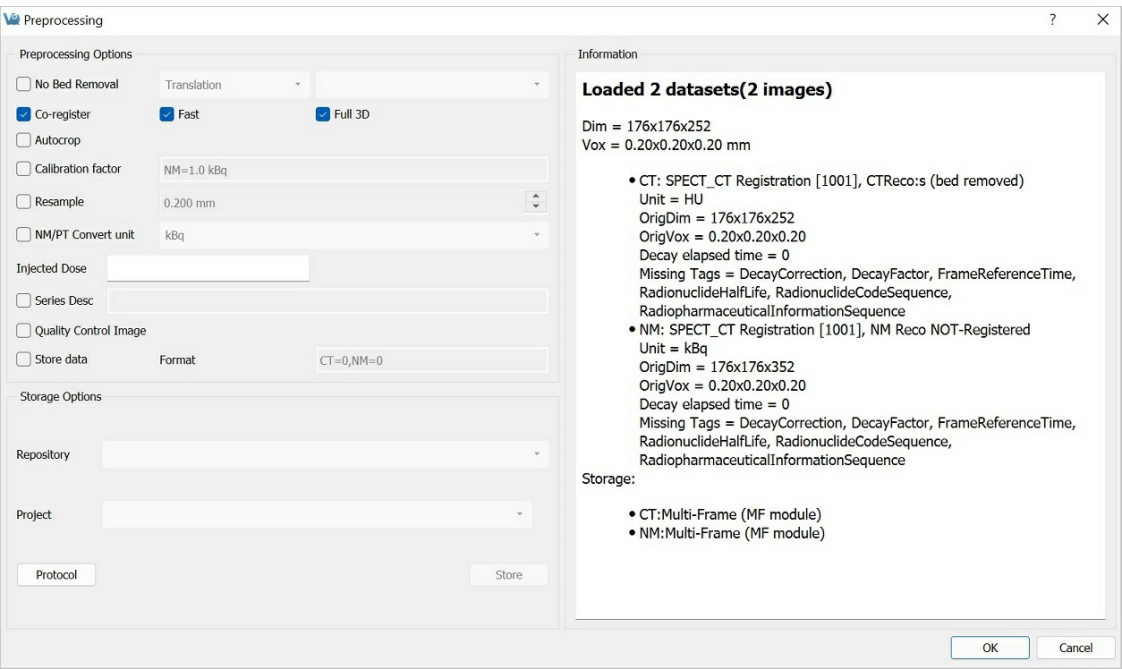 Preprocessing
? X
Preprocessing Options
No Bed Removal Translation
Co-register Fast Full 3D
Autocrop
Calibration factor NM=1.0 kBq
Resample 0.200 mm
NM/PT Convert unit kBq
Injected Dose
Series Desc
Quality Control Image
Store data Format CT=0,NM=0
Storage Options
Repository
Project
Protocol Store
Information
Loaded 2 datasets(2 images)
Dim = 176x176x252
Vox = 0.20x0.20x0.20 mm
• CT: SPECT_CT Registration [1001], CTReco:s (bed removed)
Unit = HU
OrigDim = 176x176x252
OrigVox = 0.20x0.20x0.20
Decay elapsed time = 0
Missing Tags = DecayCorrection, DecayFactor, FrameReferenceTime,
RadionuclideHalfLife, RadionuclideCodeSequence,
RadiopharmaceuticalInformationSequence
• NM: SPECT_CT Registration [1001], NM Reco NOT-Registered
Unit = kBq
OrigDim = 176x176x352
OrigVox = 0.20x0.20x0.20
Decay elapsed time = 0
Missing Tags = DecayCorrection, DecayFactor, FrameReferenceTime,
RadionuclideHalfLife, RadionuclideCodeSequence,
RadiopharmaceuticalInformationSequence
Storage:
• CT:Multi-Frame (MF module)
• NM:Multi-Frame (MF module)
OK Cancel